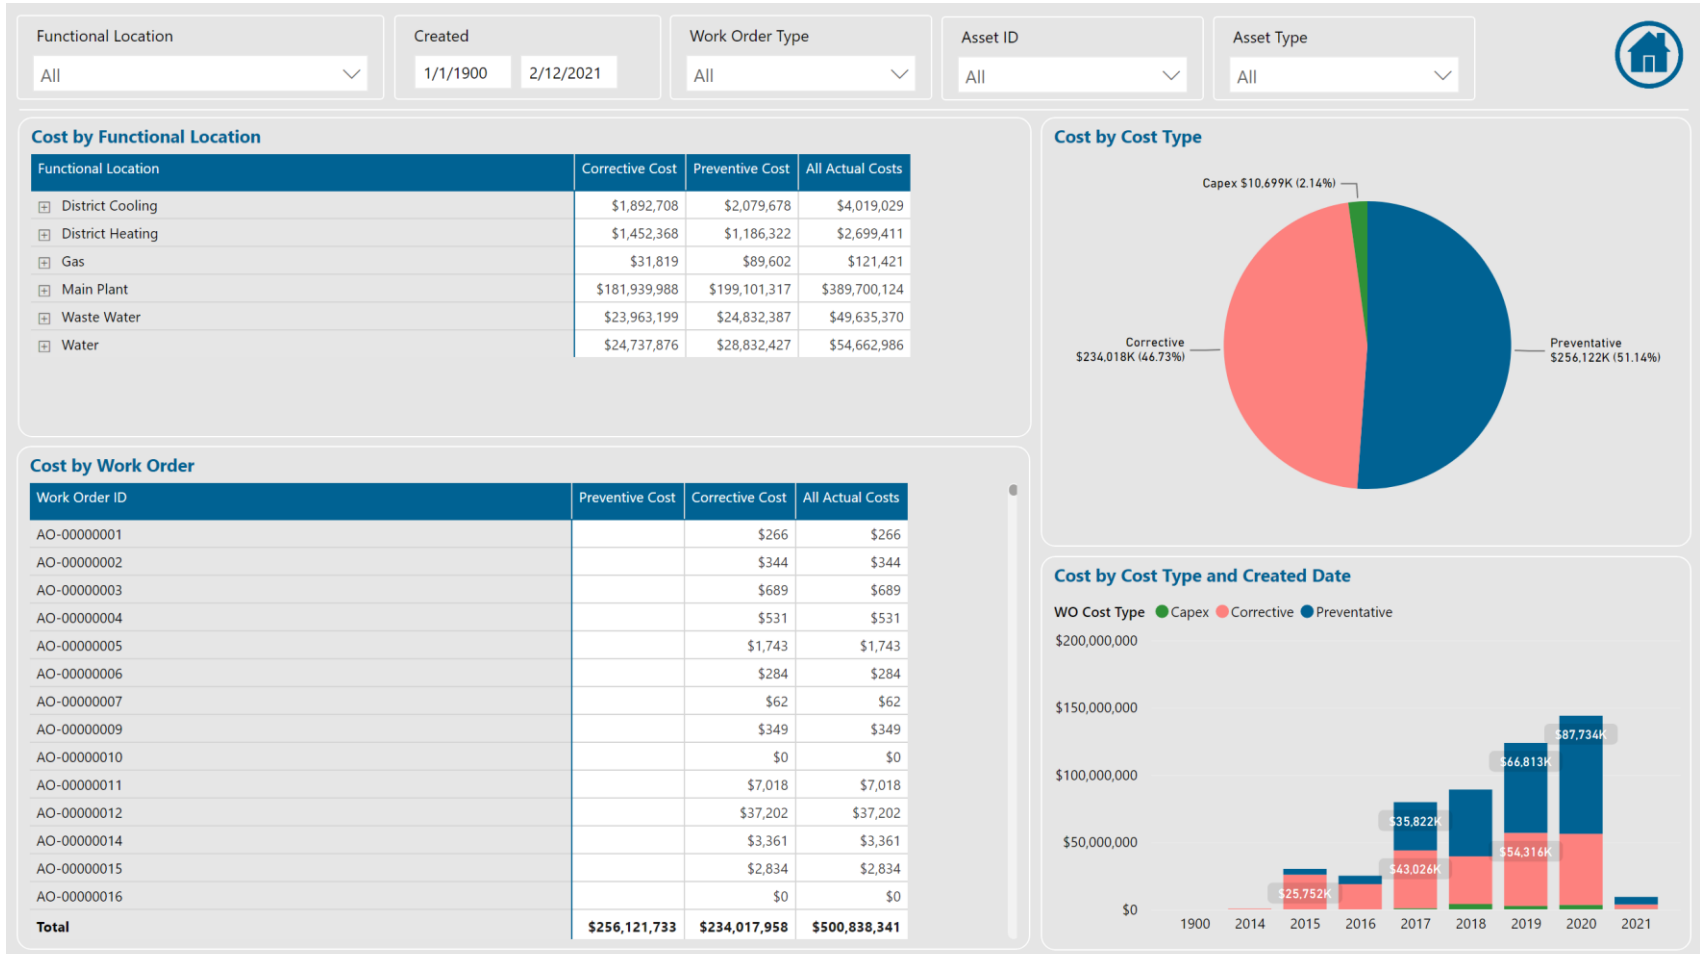 Functional Location
All
Created
1/1/1900 2/12/2021
Work Order Type
All
Asset ID
All
Asset Type
All
Cost by Functional Location
Functional Location Corrective Cost Preventive Cost All Actual Costs
District Cooling $1,892,708 $2,079,678 $4,019,029
District Heating $1,452,368 $1,186,322 $2,699,411
Gas $31,819 $89,602 $121,421
Main Plant $181,939,988 $199,101,317 $389,700,124
Waste Water $23,963,199 $24,832,387 $49,635,370
Water $24,737,876 $28,832,427 $54,662,986
Cost by Cost Type
Capex $10,699K (2.14%)
Corrective
$234,018K (46.73%)
Preventative
$256,122K (51.14%)
Cost by Work Order
Work Order ID Preventive Cost Corrective Cost All Actual Costs
AO-00000001 $266 $266
AO-00000002 $344 $344
AO-00000003 $689 $689
AO-00000004 $531 $531
AO-00000005 $1,743 $1,743
AO-00000006 $284 $284
AO-00000007 $62 $62
AO-00000009 $349 $349
AO-00000010 $0 $0
AO-00000011 $7,018 $7,018
AO-00000012 $37,202 $37,202
AO-00000014 $3,361 $3,361
AO-00000015 $2,834 $2,834
AO-00000016 $0 $0
Total $256,121,733 $234,017,958 $500,838,341
Cost by Cost Type and Created Date
WO Cost Type Capex Corrective Preventative
$200,000,000
$150,000,000
$100,000,000
$50,000,000
$0
$87,734K
$66,813K
$35,822K
$54,316K
$43,026K
$25,752K
1900 2014 2015 2016 2017 2018 2019 2020 2021